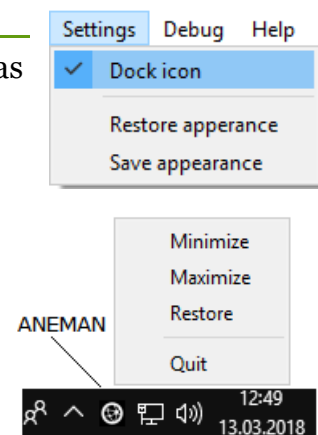 Settings Debug Help
as
Dock icon
Restore apperance
Save appearance
Minimize
Maximize
Restore
ANEMAN
Quit
12:49
13.03.2018